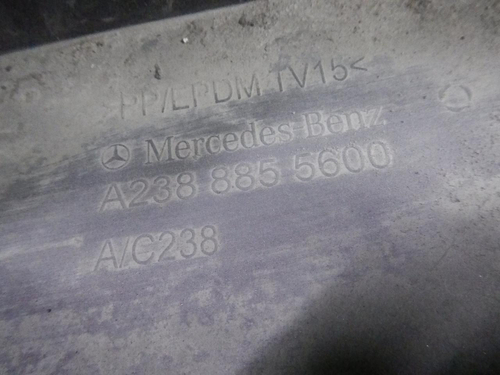 PP/EPDM TV15<
Mercedes-Benz
A238 885 5600
A/C238